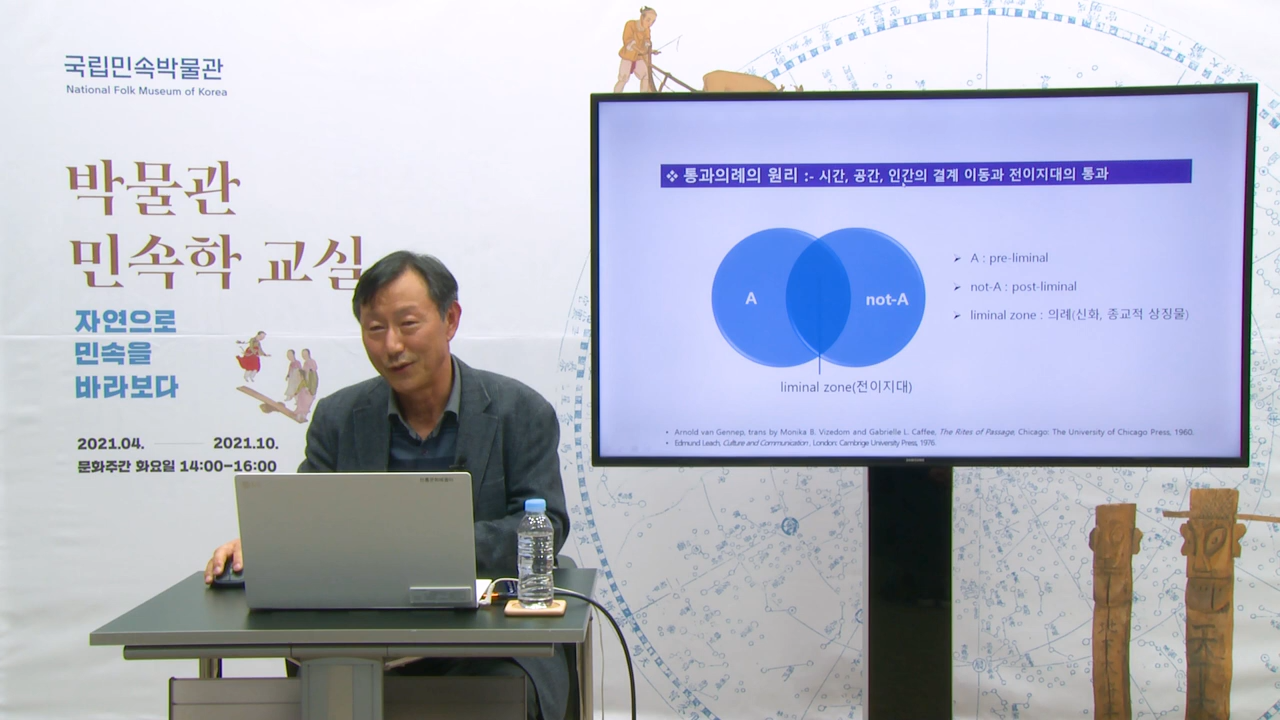 국립민속박물관
National Folk Museum of Korea
박물관
민속학 교실
자연으로
민속을
바라보다
2021.04. 2021.10.
문화주간 화요일 14:00-16:00
❖ 통과의례의 원리 :- 시간, 공간, 인간의 결계 이동과 전이지대의 통과
A
not-A
liminal zone(전이지대)
➢ A : pre-liminal
➢ not-A : post-liminal
➢ liminal zone : 의례(신화, 종교적 상징물)
• Arnold van Gennep, trans by Monika B. Vizedom and Gabrielle L. Caffee, The Rites of Passage, Chicago: The University of Chicago Press, 1960.
• Edmund Leach, Culture and Communication, London: Cambrige University Press, 1976.
SAMSUNG
天